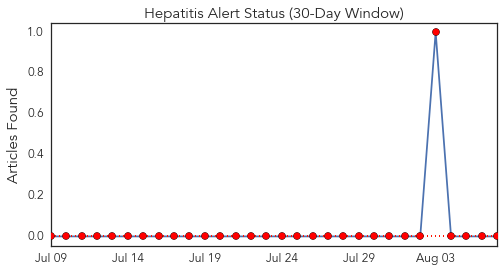 Hepatitis Alert Status (30-Day Window)
Articles Found
1.0
0.8
0.6
0.4
0.2
0.0
Jul 09 Jul 14 Jul 19 Jul 24 Jul 29 Aug 03